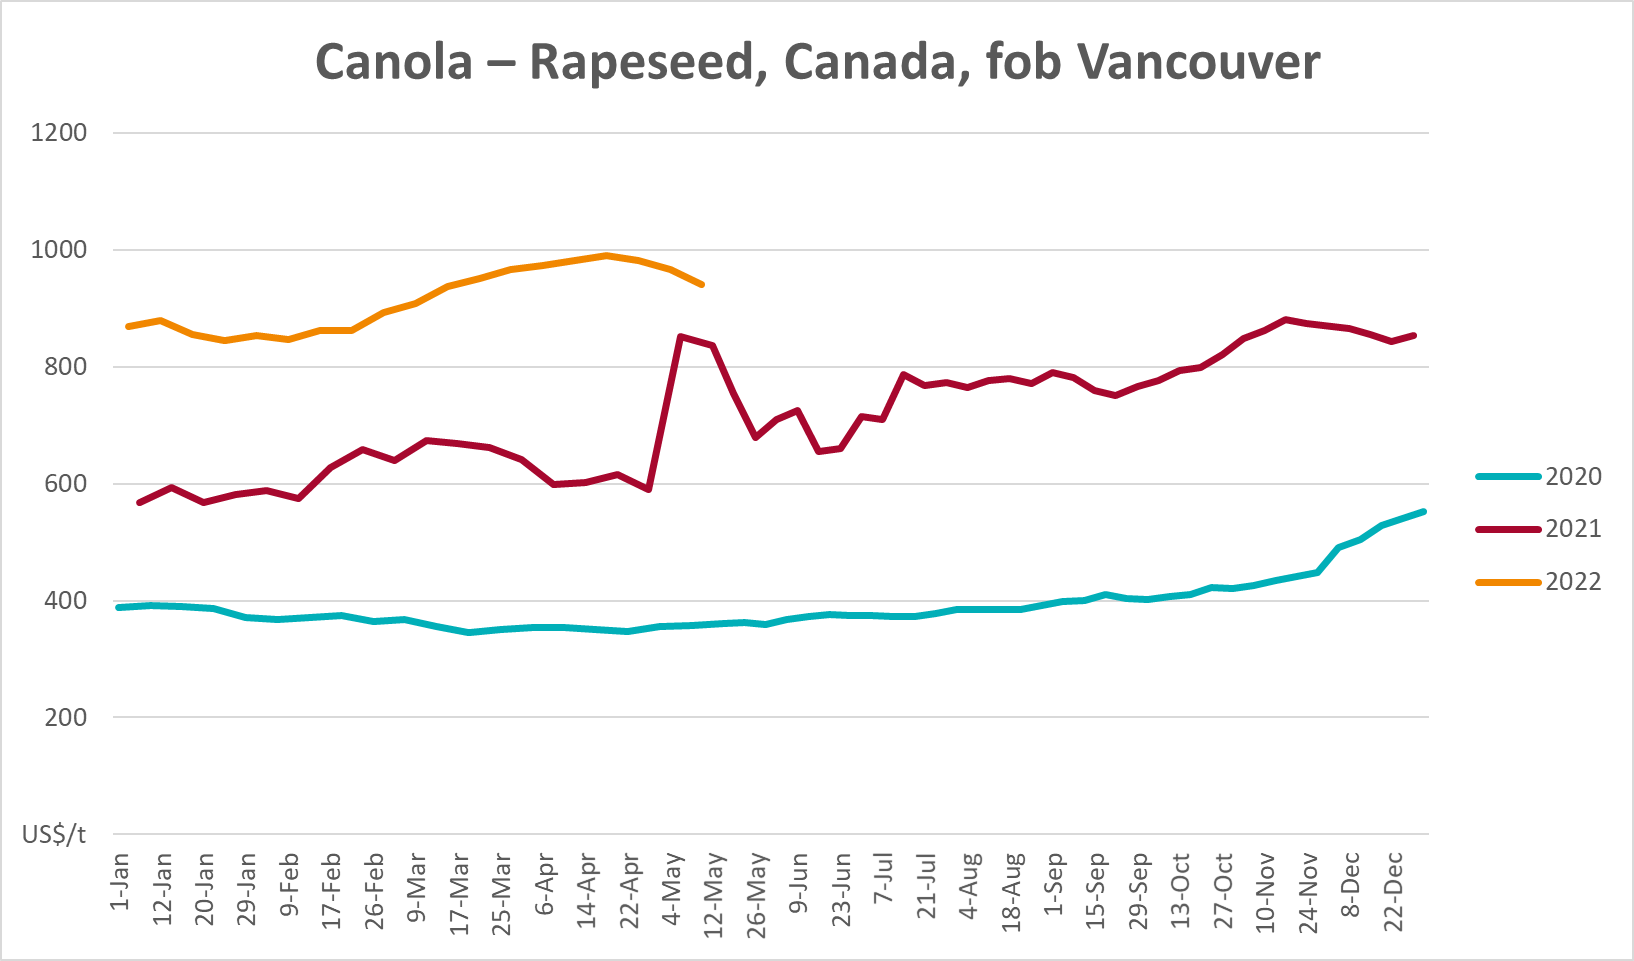 Canola – Rapeseed, Canada, fob Vancouver
1200
1000
800
600
400
200
US$/t
1-Jan
12-Jan
20-Jan
29-Jan
9-Feb
17-Feb
26-Feb
9-Mar
17-Mar
25-Mar
6-Apr
14-Apr
22-Apr
4-May
12-May
26-May
9-Jun
23-Jun
7-Jul
21-Jul
4-Aug
18-Aug
1-Sep
15-Sep
29-Sep
13-Oct
27-Oct
10-Nov
24-Nov
8-Dec
22-Dec
2020
2021
2022